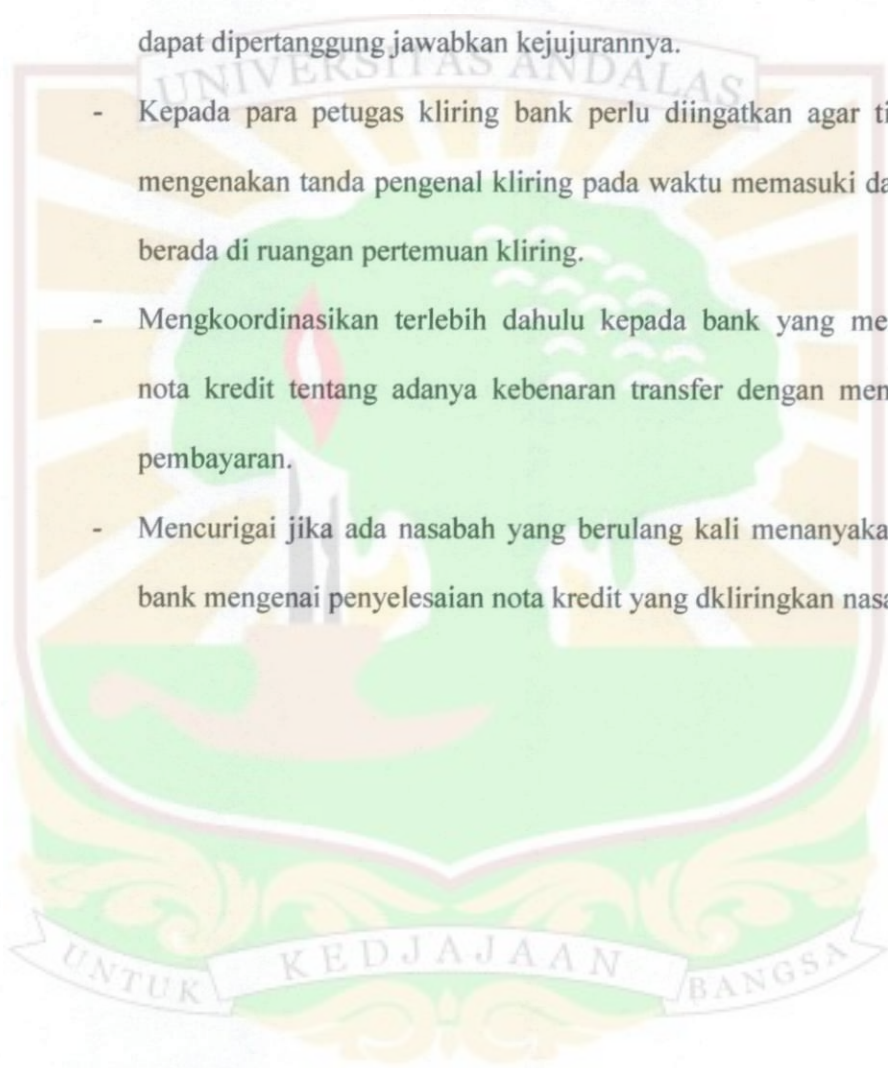 dapat dipertanggung jawabkan kejujurannya.
UNIVERSITAS ANDALAS
- Kepada para petugas kliring bank perlu diingatkan agar ti
mengenakan tanda pengenal kliring pada waktu memasuki da
berada di ruangan pertemuan kliring.
- Mengkoordinasikan terlebih dahulu kepada bank yang me
nota kredit tentang adanya kebenaran transfer dengan men
pembayaran.
- Mencurigai jika ada nasabah yang berulang kali menanyaka
bank mengenai penyelesaian nota kredit yang dkliringkan nasa
UNTUK KEDJAJAAN BANGSA